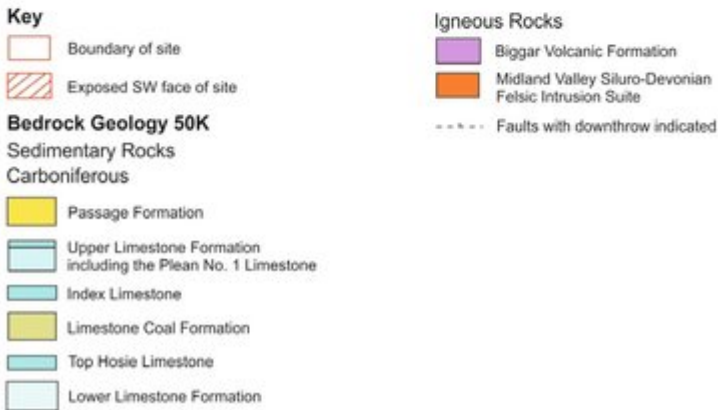 Key
Boundary of site
Exposed SW face of site
Bedrock Geology 50K
Sedimentary Rocks
Carboniferous
Passage Formation
Upper Limestone Formation
including the Plean No. 1 Limestone
Index Limestone
Limestone Coal Formation
Top Hosie Limestone
Lower Limestone Formation
Igneous Rocks
Biggar Volcanic Formation
Midland Valley Siluro-Devonian
Felsic Intrusion Suite
Faults with downthrow indicated